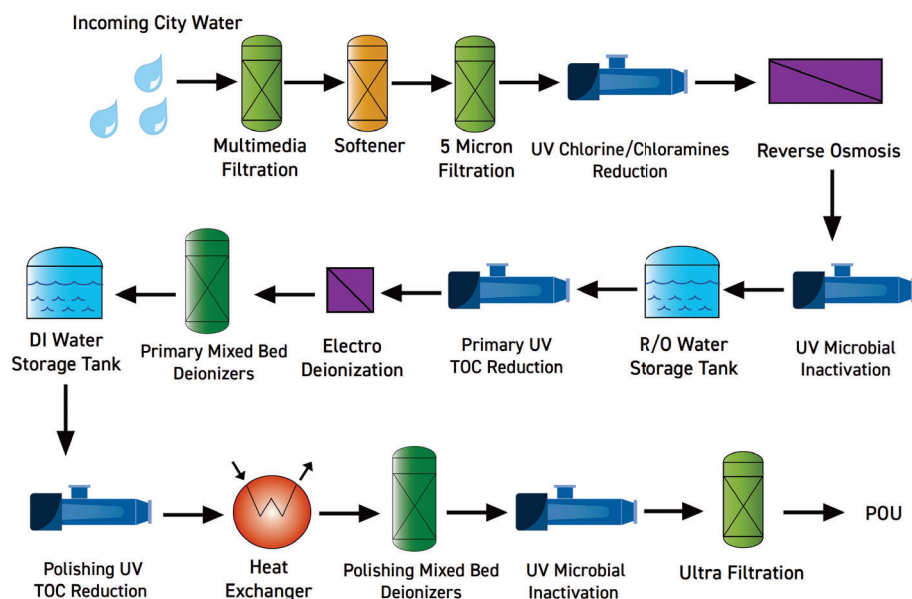 Incoming City Water
Multimedia
Filtration
Softener
5 Micron
Filtration
UV Chlorine/Chloramines
Reduction
Reverse Osmosis
DI Water
Storage Tank
Primary Mixed Bed
Deionizers
Electro
Deionization
Primary UV
TOC Reduction
R/O Water
Storage Tank
UV Microbial
Inactivation
Polishing UV
TOC Reduction
Heat
Exchanger
Polishing Mixed Bed
Deionizers
UV Microbial
Inactivation
Ultra Filtration
POU